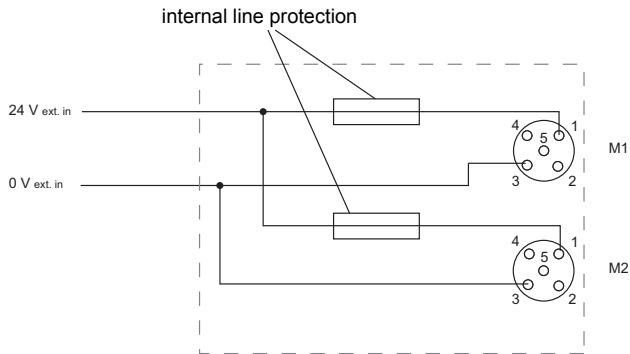 internal line protection
24 V ext. in
4 1
5
3 2
M1
0 V ext. in
4 1
5
3 2
M2